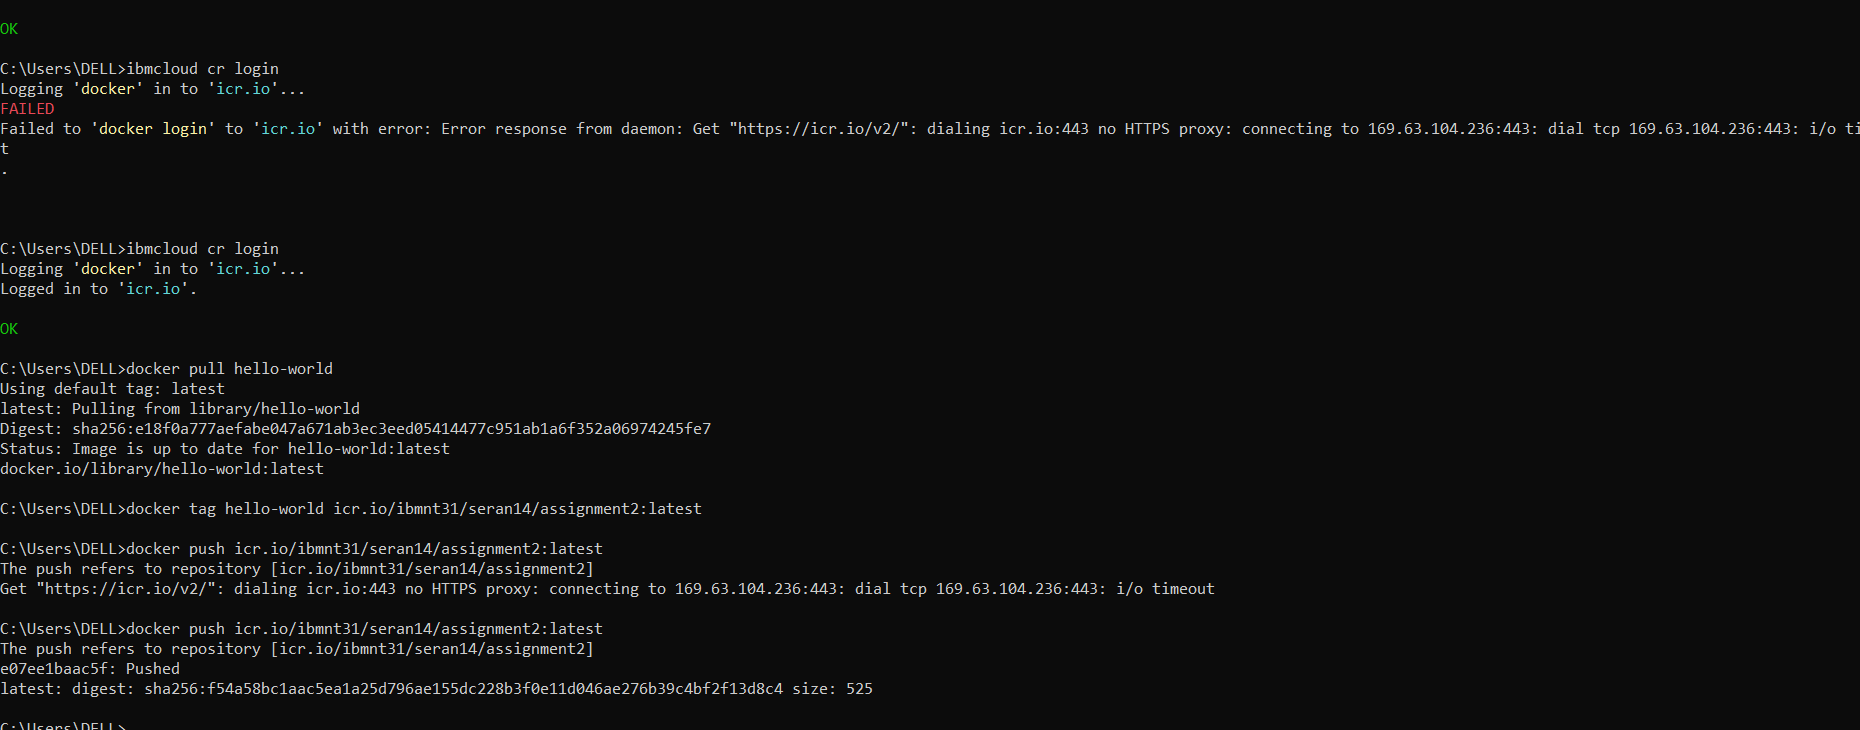 OK
C:\Users\DELL>ibmcloud cr login
Logging 'docker' in to 'icr.io'...
FAILED
Failed to 'docker login' to 'icr.io' with error: Error response from daemon: Get "https://icr.io/v2/": dialing icr.io:443 no HTTPS proxy: connecting to 169.63.104.236:443: dial tcp 169.63.104.236:443: i/o ti
t
.
C:\Users\DELL>ibmcloud cr login
Logging 'docker' in to 'icr.io'...
Logged in to 'icr.io'.
OK
C:\Users\DELL>docker pull hello-world
Using default tag: latest
latest: Pulling from library/hello-world
Digest: sha256:e18f0a777aefabe047a671ab3ec3eed05414477c951ab1a6f352a06974245fe7
Status: Image is up to date for hello-world:latest
docker.io/library/hello-world:latest
C:\Users\DELL>docker tag hello-world icr.io/ibmnt31/seran14/assignment2:latest
C:\Users\DELL>docker push icr.io/ibmnt31/seran14/assignment2:latest
The push refers to repository [icr.io/ibmnt31/seran14/assignment2]
Get "https://icr.io/v2/": dialing icr.io:443 no HTTPS proxy: connecting to 169.63.104.236:443: dial tcp 169.63.104.236:443: i/o timeout
C:\Users\DELL>docker push icr.io/ibmnt31/seran14/assignment2:latest
The push refers to repository [icr.io/ibmnt31/seran14/assignment2]
e07ee1baac5f: Pushed
latest: digest: sha256:f54a58bc1aac5ea1a25d796ae155dc228b3f0e11d046ae276b39c4bf2f13d8c4 size: 525
C:\Users\DELL>